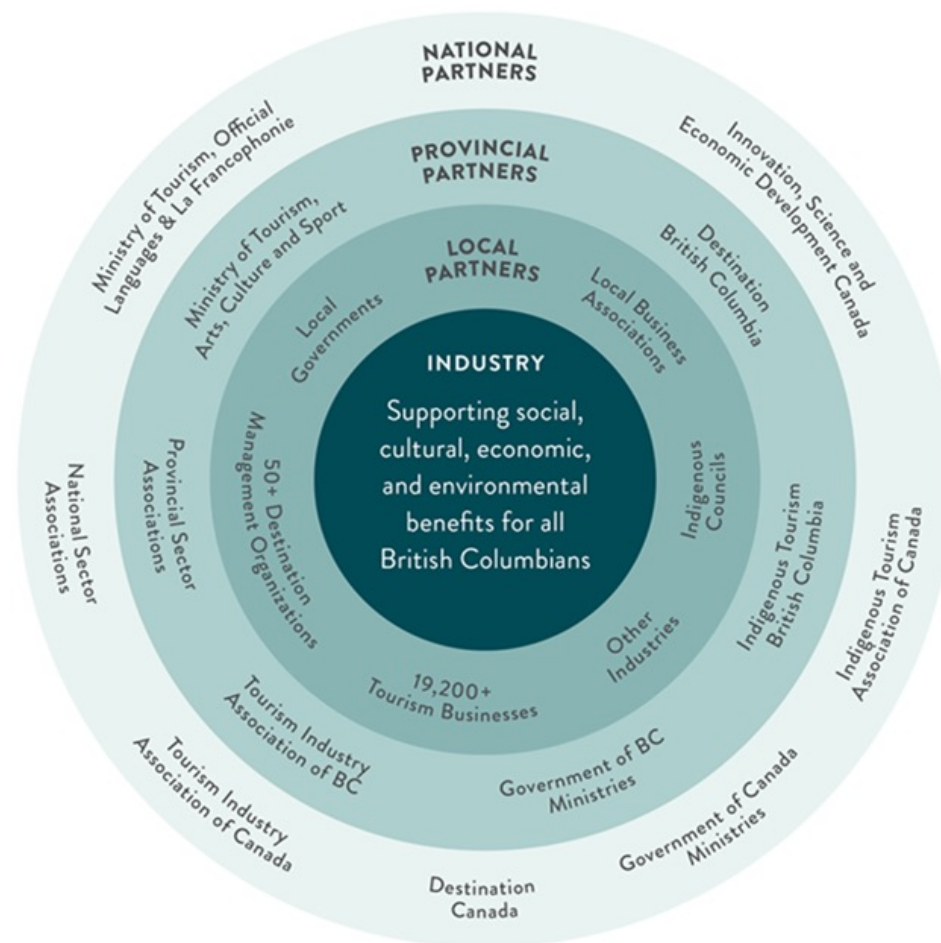 NATIONAL
PARTNERS
Ministry of Tourism, Official
Languages & La Francophonie
Innovation, Science and
Economic Development Canada
National Sector
Associations
Indigenous Tourism
Association of Canada
Tourism Industry
Association of Canada
Government of Canada
Ministries
Destination
Canada
PROVINCIAL
PARTNERS
Ministry of Tourism,
Arts, Culture and Sport
Destination
British Columbia
Provincial Sector
Associations
Indigenous Tourism
British Columbia
Tourism Industry
Association of BC
Government of BC
Ministries
LOCAL
PARTNERS
Local
Governments
Local Business
Associations
50+ Destination
Management Organizations
Indigenous
Councils
19,200+
Tourism Businesses
Other
Industries
INDUSTRY
Supporting social,
cultural, economic,
and environmental
benefits for all
British Columbians